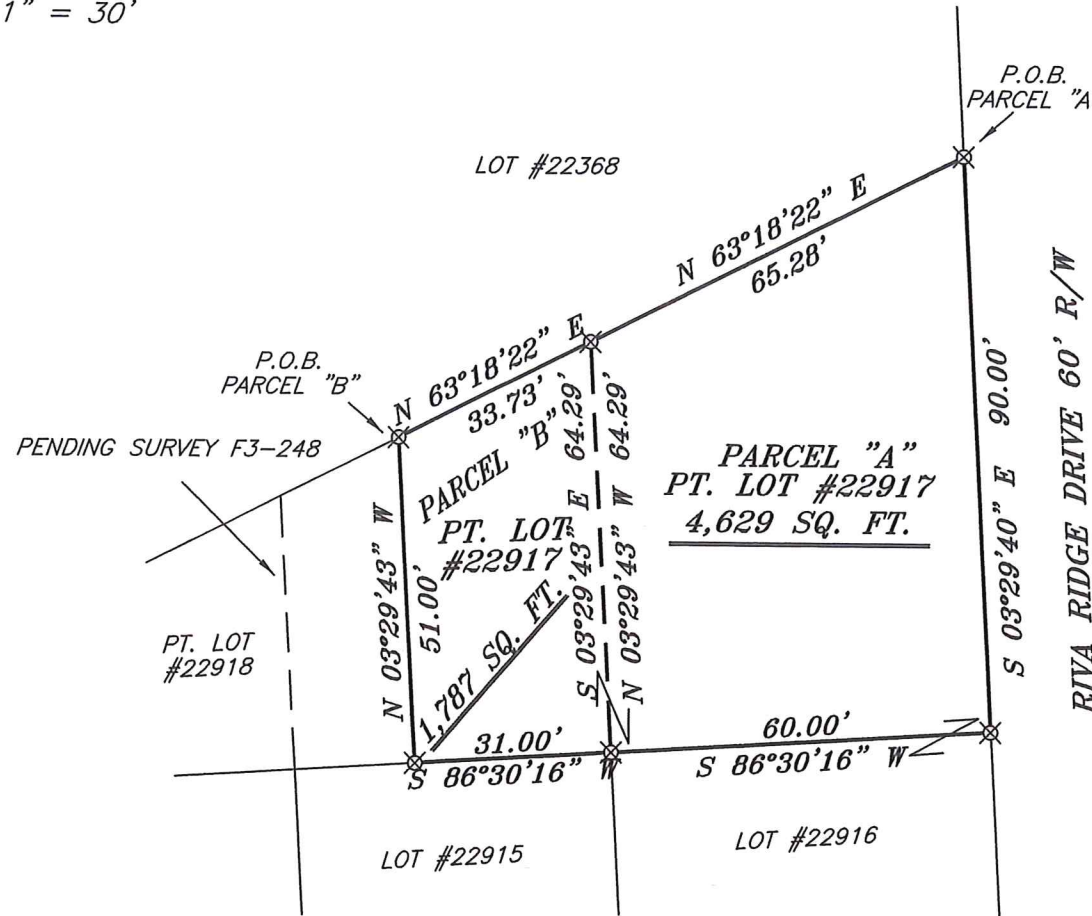 1" = 30'
P.O.B.
PARCEL "A
LOT #22368
N 63°18'22" E
65.28'
P.O.B.
PARCEL "B"
N 63°18'22" E
33.73'
PENDING SURVEY F3-248
PARCEL "B"
PT. LOT
#22917
1,787 SQ. FT.
N 03°29'43" W
51.00'
S 03°29'43" E 64.29'
N 03°29'43" W 64.29'
PARCEL "A"
PT. LOT #22917
4,629 SQ. FT.
S 03°29'40" E 90.00'
RIVA RIDGE DRIVE 60' R/W
PT. LOT
#22918
31.00'
S 86°30'16" W
60.00'
S 86°30'16" W
LOT #22915
LOT #22916